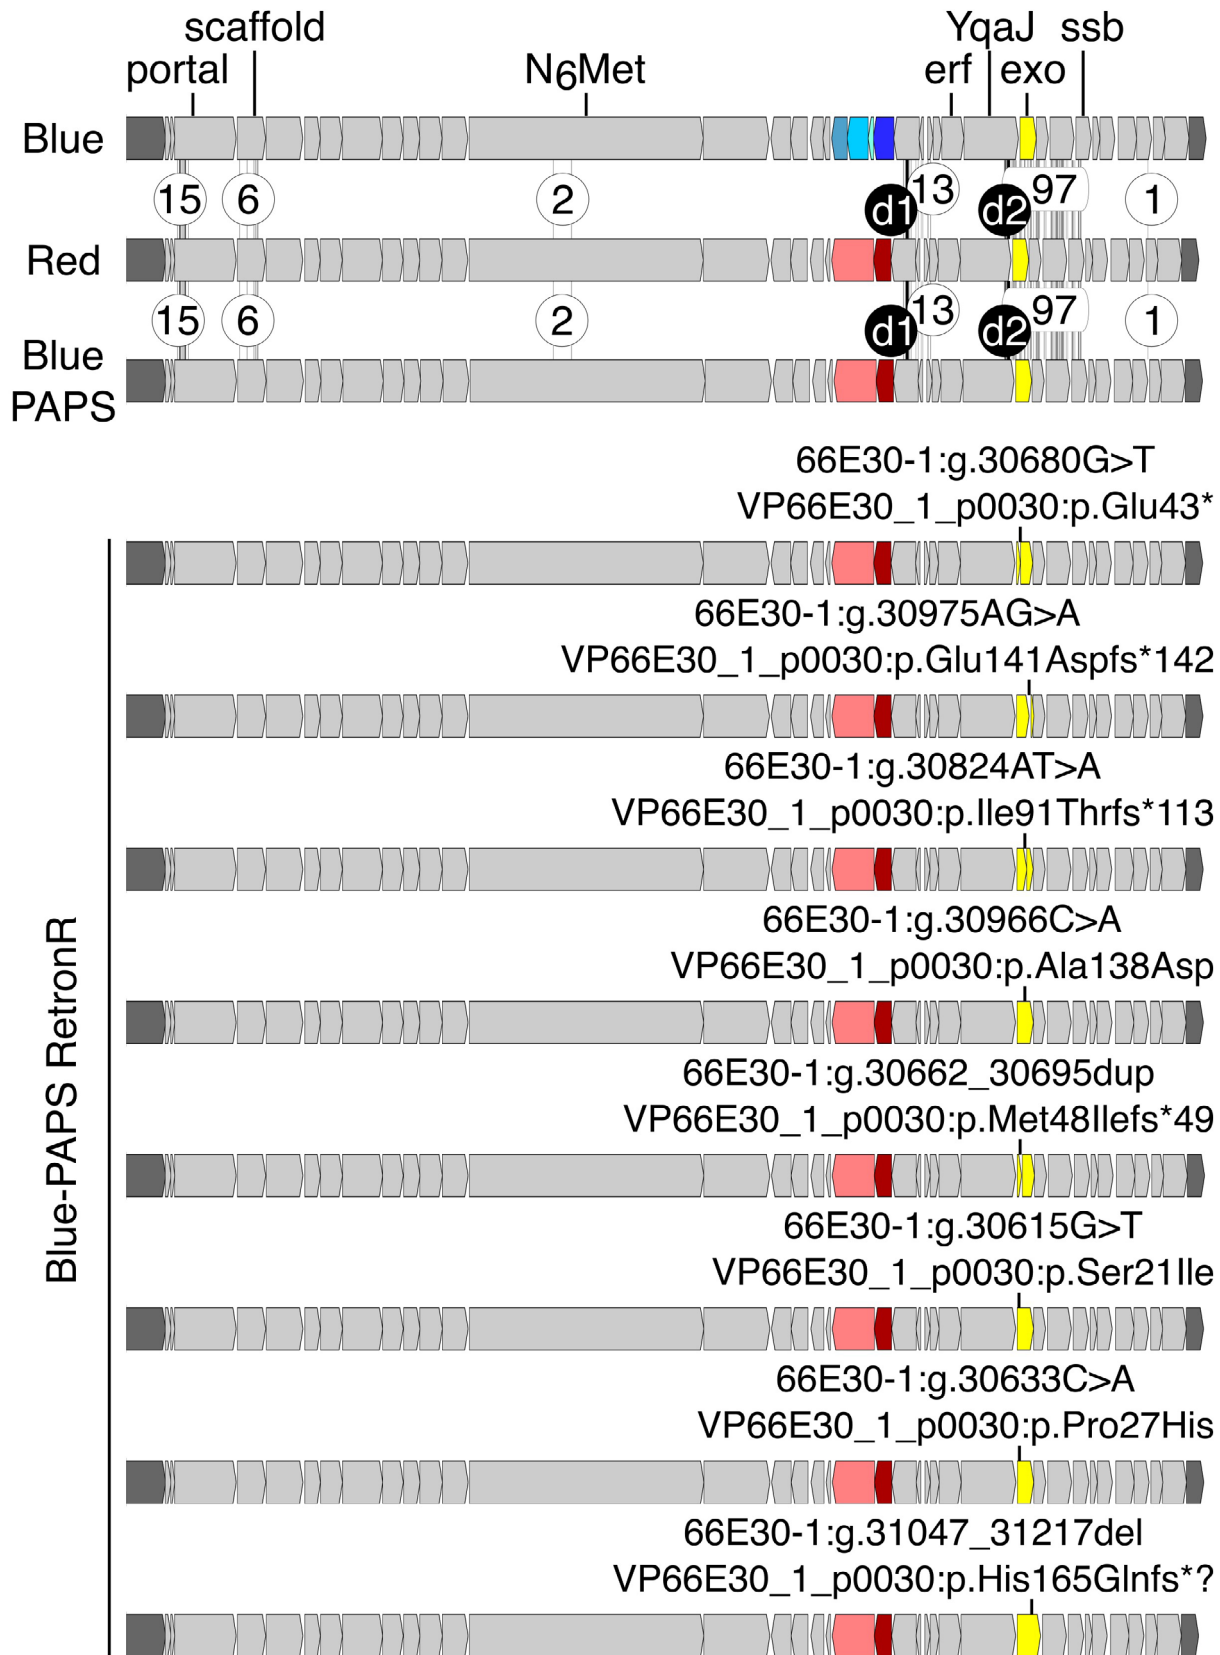 scaffold
YqaJ ssb
portal
N6Met
erf exo
Blue
15
6
2
d1
13
d2
97
1
Red
15
6
2
d1
13
d2
97
1
Blue
PAPS
66E30-1:g.30680G>T
VP66E30_1_p0030:p.Glu43*
66E30-1:g.30975AG>A
VP66E30_1_p0030:p.Glu141Aspfs*142
66E30-1:g.30824AT>A
VP66E30_1_p0030:p.Ile91Thrfs*113
66E30-1:g.30966C>A
VP66E30_1_p0030:p.Ala138Asp
66E30-1:g.30662_30695dup
VP66E30_1_p0030:p.Met48Ilefs*49
66E30-1:g.30615G>T
VP66E30_1_p0030:p.Ser21Ile
66E30-1:g.30633C>A
VP66E30_1_p0030:p.Pro27His
66E30-1:g.31047_31217del
VP66E30_1_p0030:p.His165Glnfs*?
Blue-PAPS RetronR